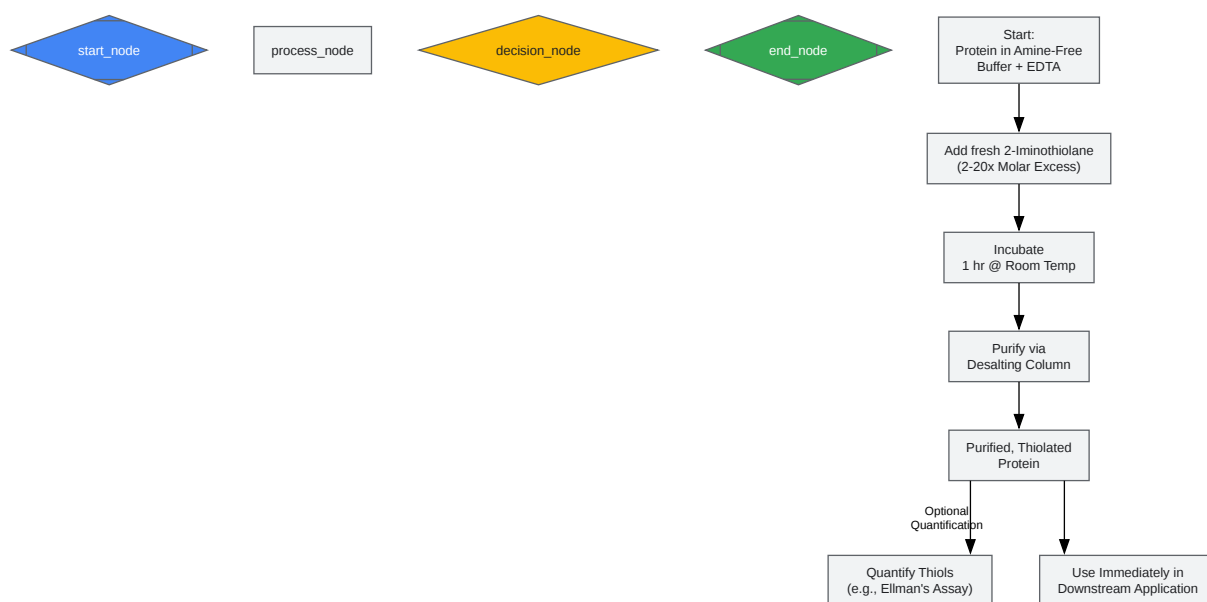 start_node
process_node
decision_node
end_node
Start:
Protein in Amine-Free
Buffer + EDTA
Add fresh 2-Iminothiolane
(2-20x Molar Excess)
Incubate
1 hr @ Room Temp
Purify via
Desalting Column
Purified, Thiolated
Protein
Optional
Quantification
Quantify Thiols
(e.g., Ellman's Assay)
Use Immediately in
Downstream Application